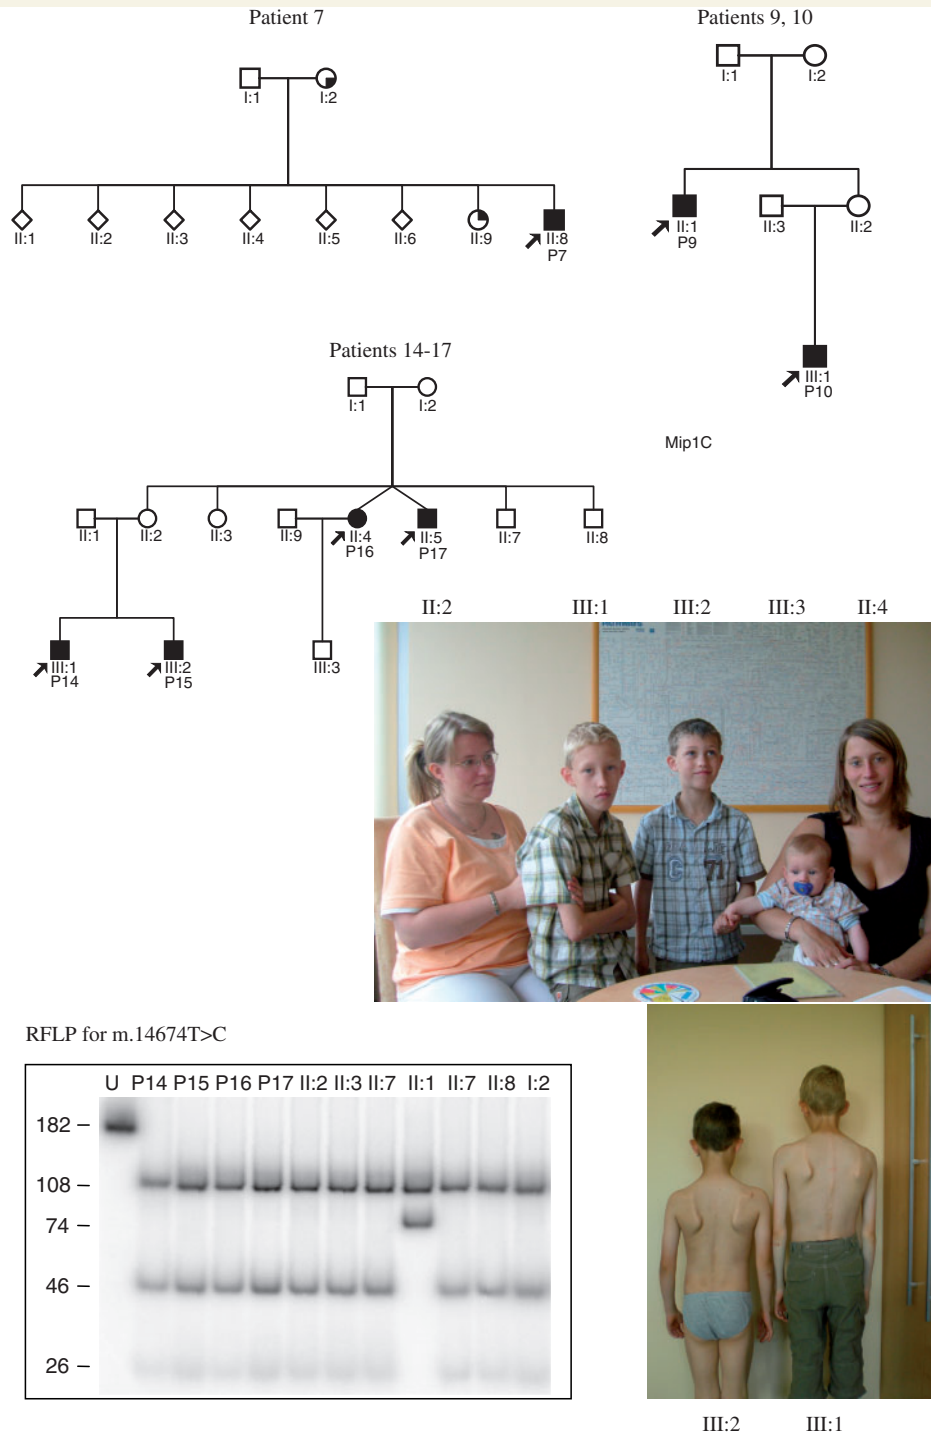 Patient 7
Patients 9, 10
I:1
I:2
I:1
I:2
II:1
II:2
II:3
II:4
II:5
II:6
II:9
II:8
P7
II:1
P9
II:3
II:2
III:1
P10
Patients 14-17
I:1
I:2
Mip1C
II:1
II:2
II:3
II:9
II:4
P16
II:5
P17
II:7
II:8
III:1
P14
III:2
P15
III:3
II:2 III:1 III:2 III:3 II:4
C 71
RFLP for m.14674T>C
U P14 P15 P16 P17 II:2 II:3 II:7 II:1 II:7 II:8 I:2
182 –
108 –
74 –
46 –
26 –
III:2 III:1